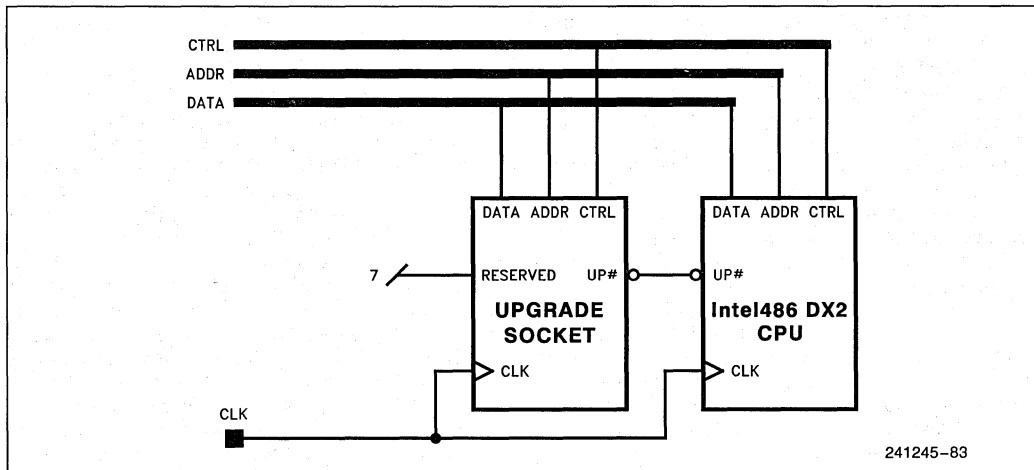 CTRL
ADDR
DATA
DATA ADDR CTRL
DATA ADDR CTRL
7
RESERVED
UP#
UP#
UPGRADE
SOCKET
Intel486 DX2
CPU
CLK
CLK
CLK
241245-83